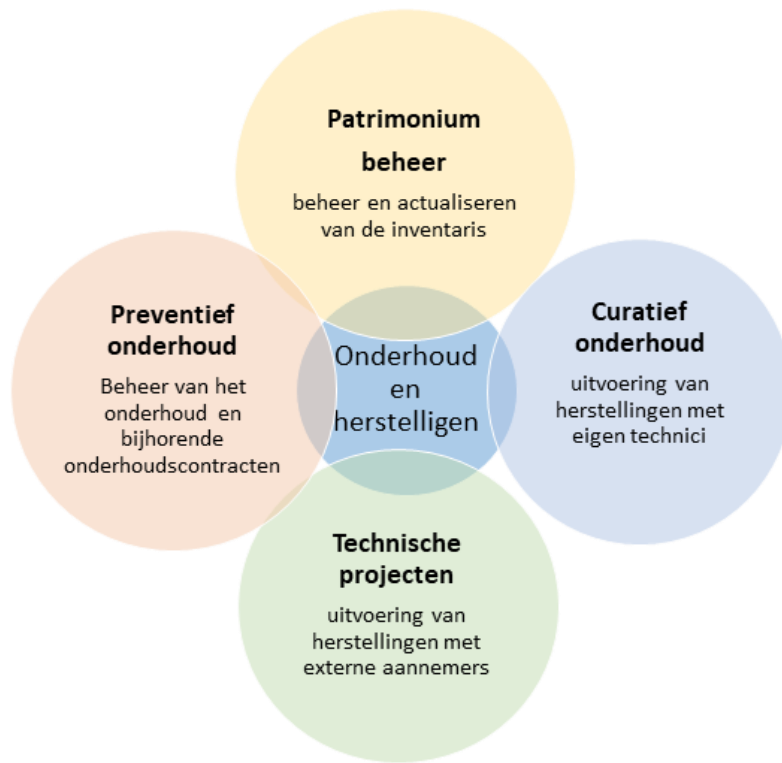 Patrimonium
beheer
beheer en actualiseren
van de inventaris
Preventief
onderhoud
Beheer van het
onderhoud en
bijhorende
onderhoudscontracten
Onderhoud
en
herstelligen
Curatief
onderhoud
uitvoering van
herstellingen met
eigen technici
Technische
projecten
uitvoering van
herstellingen met
externe aannemers